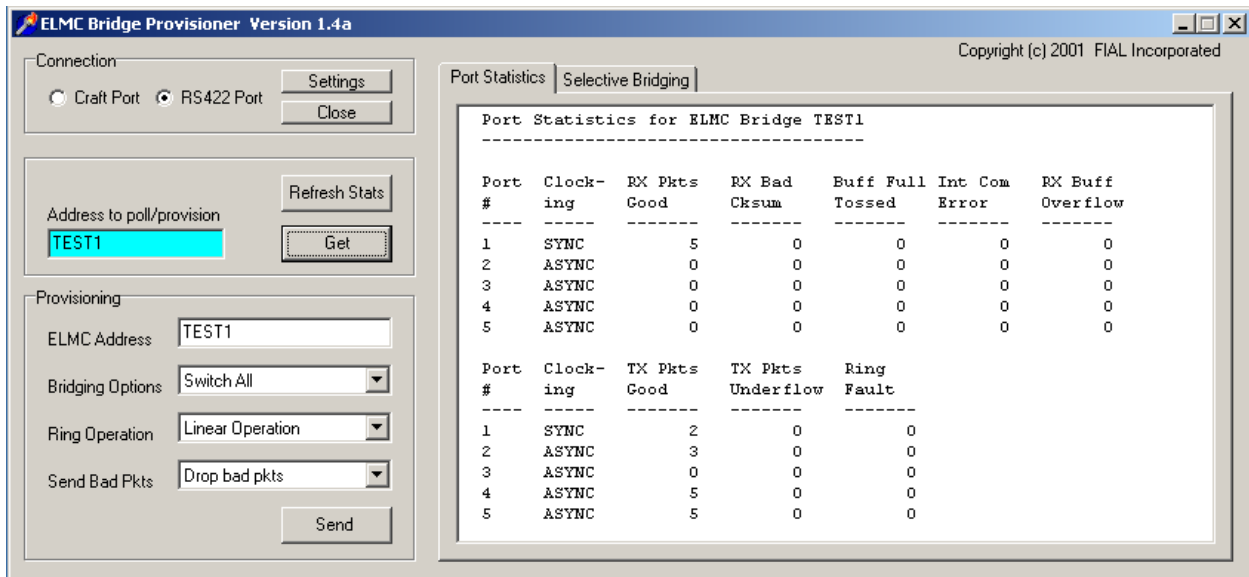 ELMC Bridge Provisioner Version 1.4a
Copyright (c) 2001 FIAL Incorporated
Connection
Craft Port RS422 Port
Settings
Close
Address to poll/provision
TEST1
Refresh Stats
Get
Provisioning
ELMC Address TEST1
Bridging Options Switch All
Ring Operation Linear Operation
Send Bad Pkts Drop bad pkts
Send
Port Statistics Selective Bridging
Port Statistics for ELMC Bridge TEST1
-------------------------------------
Port Clock- RX Pkts RX Bad Buff Full Int Com RX Buff
# ing Good Cksum Tossed Error Overflow
---- ----- ------- ------- ------- ------- -------
1 SYNC 5 0 0 0 0
2 ASYNC 0 0 0 0 0
3 ASYNC 0 0 0 0 0
4 ASYNC 0 0 0 0 0
5 ASYNC 0 0 0 0 0
Port Clock- TX Pkts TX Pkts Ring
# ing Good Underflow Fault
---- ----- ------- ------- -------
1 SYNC 2 0 0
2 ASYNC 3 0 0
3 ASYNC 0 0 0
4 ASYNC 5 0 0
5 ASYNC 5 0 0